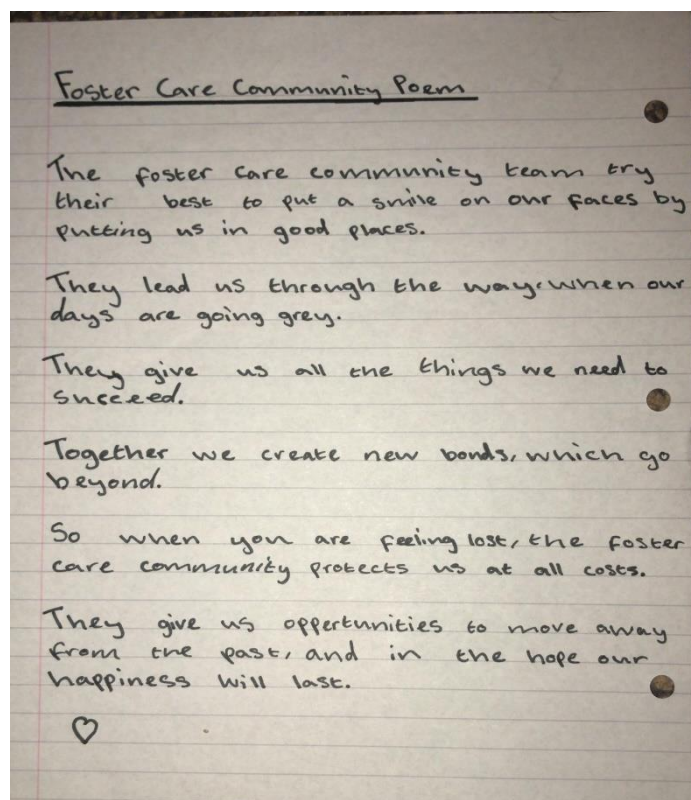 Foster Care Community Poem
The foster care community team try
their best to put a smile on our faces by
putting us in good places.
They lead us through the way, when our
days are going grey.
They give us all the things we need to
succeed.
Together we create new bonds, which go
beyond.
So when you are feeling lost, the foster
care community protects us at all costs.
They give us oppertunities to move away
from the past, and in the hope our
happiness will last.
♡